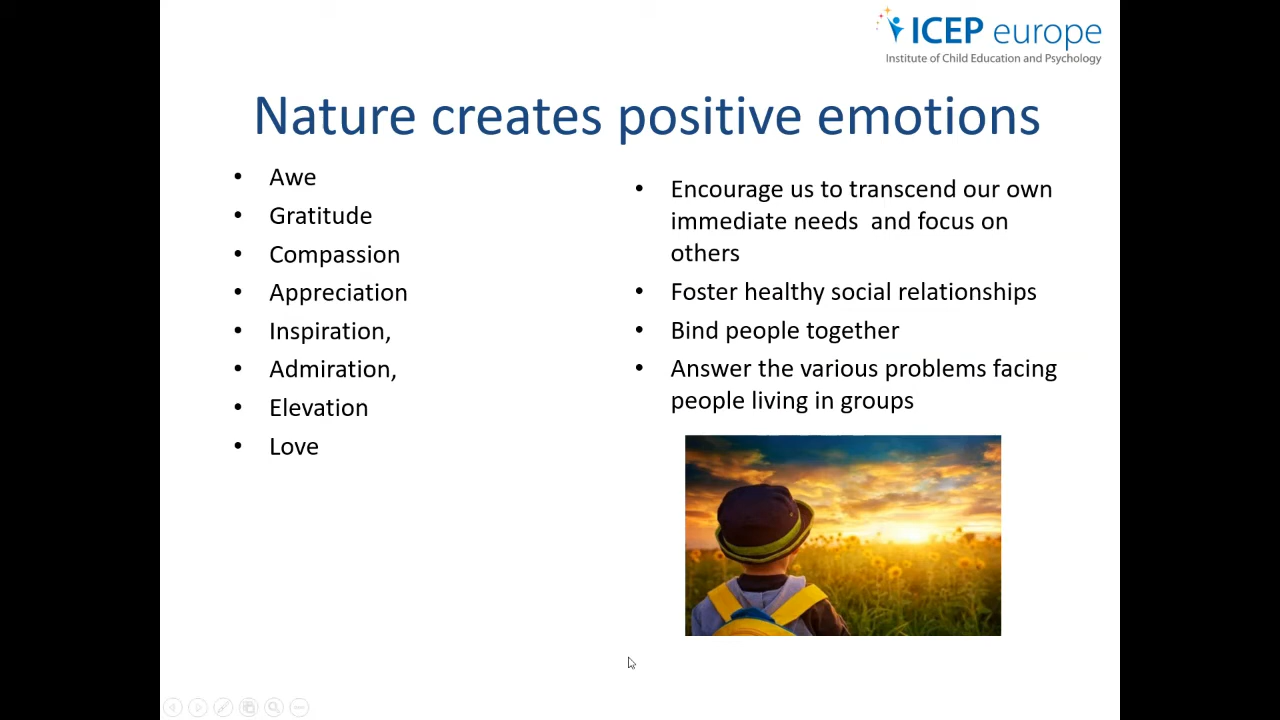 ICEP europe
Institute of Child Education and Psychology
Nature creates positive emotions
• Awe
• Gratitude
• Compassion
• Appreciation
• Inspiration,
• Admiration,
• Elevation
• Love
• Encourage us to transcend our own
immediate needs  and focus on
others
• Foster healthy social relationships
• Bind people together
• Answer the various problems facing
people living in groups